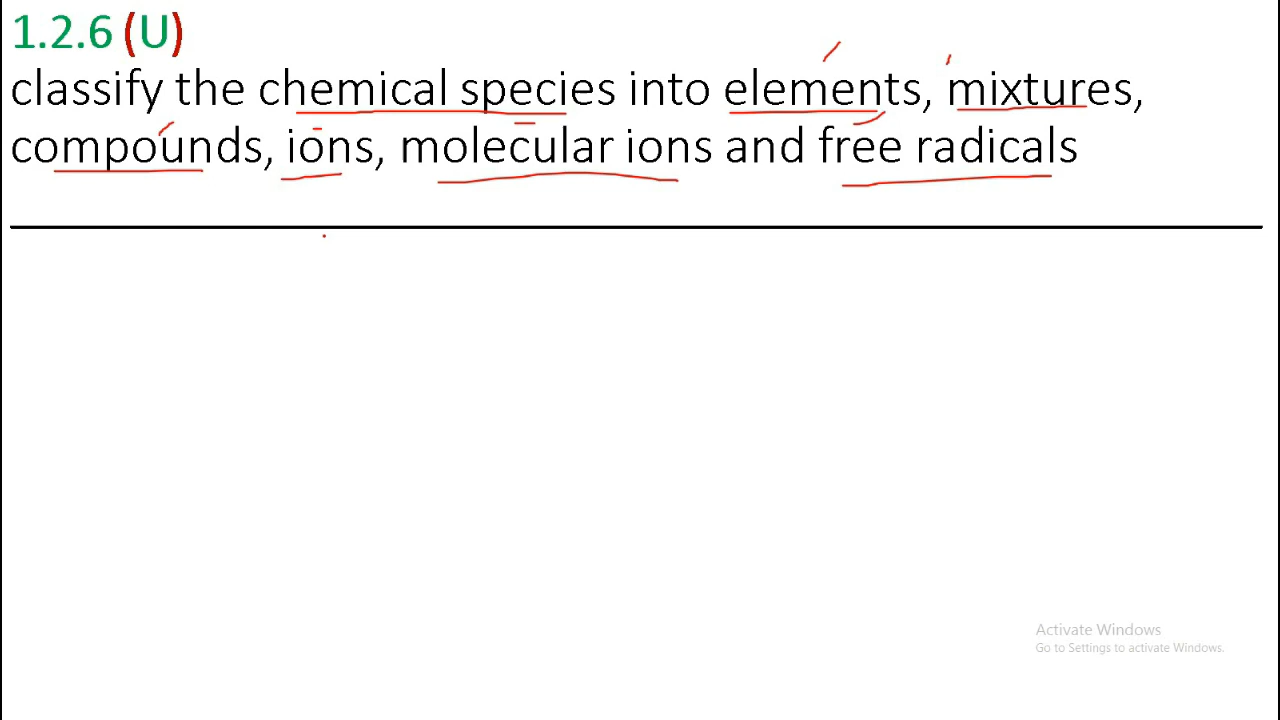 1.2.6 (U)
classify the chemical species into elements, mixtures,
compounds, ions, molecular ions and free radicals
Activate Windows
Go to Settings to activate Windows.